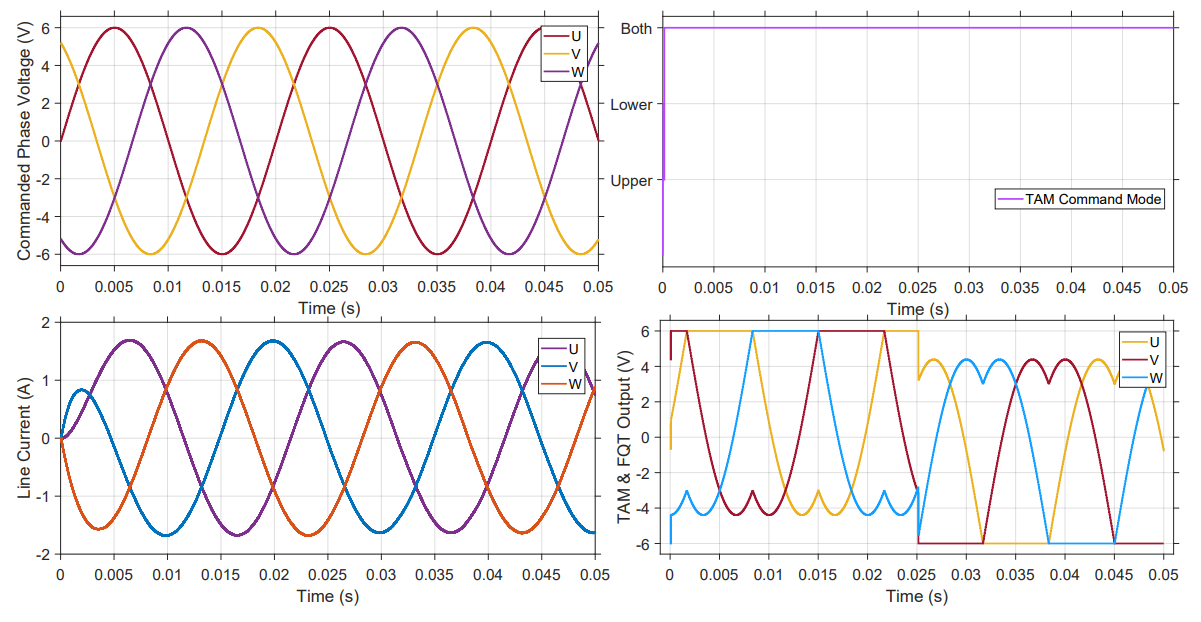 Commanded Phase Voltage (V)
6
4
2
0
-2
-4
-6
U
V
W
0 0.005 0.01 0.015 0.02 0.025 0.03 0.035 0.04 0.045 0.05
Time (s)
Both
Lower
Upper
TAM Command Mode
0 0.005 0.01 0.015 0.02 0.025 0.03 0.035 0.04 0.045 0.05
Time (s)
Line Current (A)
2
1
0
-1
-2
U
V
W
0 0.005 0.01 0.015 0.02 0.025 0.03 0.035 0.04 0.045 0.05
Time (s)
TAM & FQT Output (V)
6
4
2
0
-2
-4
-6
U
V
W
0 0.005 0.01 0.015 0.02 0.025 0.03 0.035 0.04 0.045 0.05
Time (s)